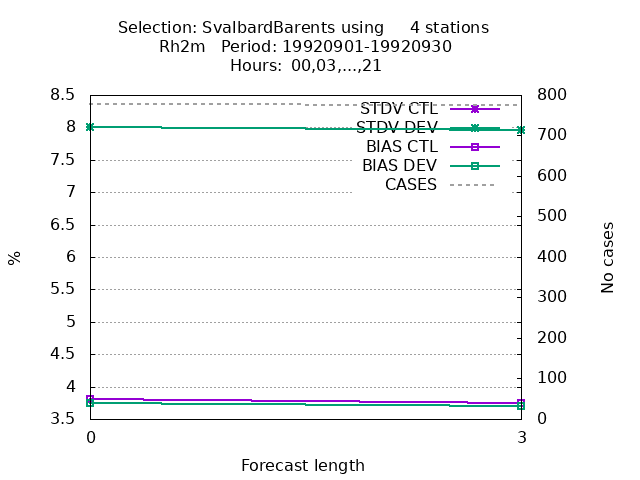 Selection: SvalbardBarents using     4 stations
Rh2m   Period: 19920901-19920930
Hours:  00,03,...,21
8.5
8
7.5
7
6.5
6
5.5
5
4.5
4
3.5
%
STDV CTL
STDV DEV
BIAS CTL
BIAS DEV
CASES
800
700
600
500
400
300
200
100
0
No cases
0
3
Forecast length